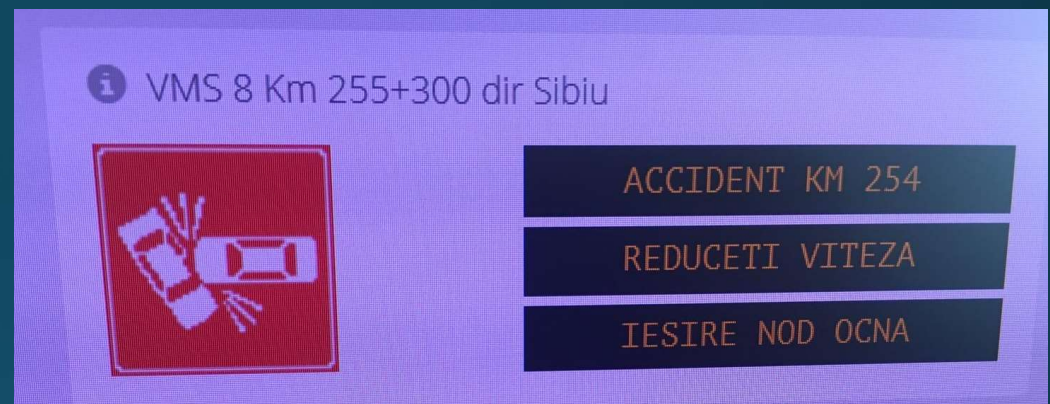 VMS 8 Km 255+300 dir Sibiu
ACCIDENT KM 254
REDUCETI VITEZA
IESIRE NOD OCNA